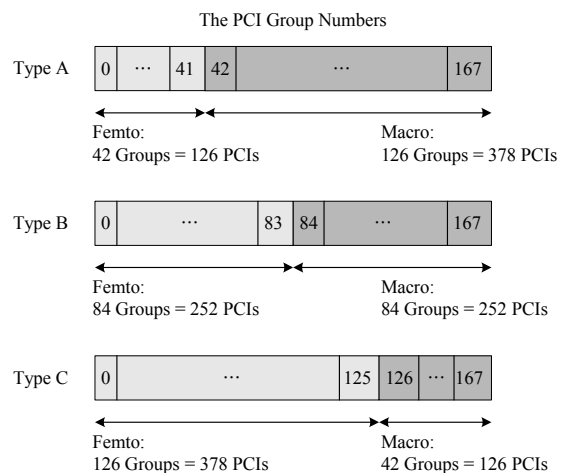 The PCI Group Numbers
Type A
0 ... 41 42 ... 167
Femto: Macro:
42 Groups = 126 PCIs 126 Groups = 378 PCIs
Type B
0 ... 83 84 ... 167
Femto: Macro:
84 Groups = 252 PCIs 84 Groups = 252 PCIs
Type C
0 ... 125 126 ... 167
Femto: Macro:
126 Groups = 378 PCIs 42 Groups = 126 PCIs